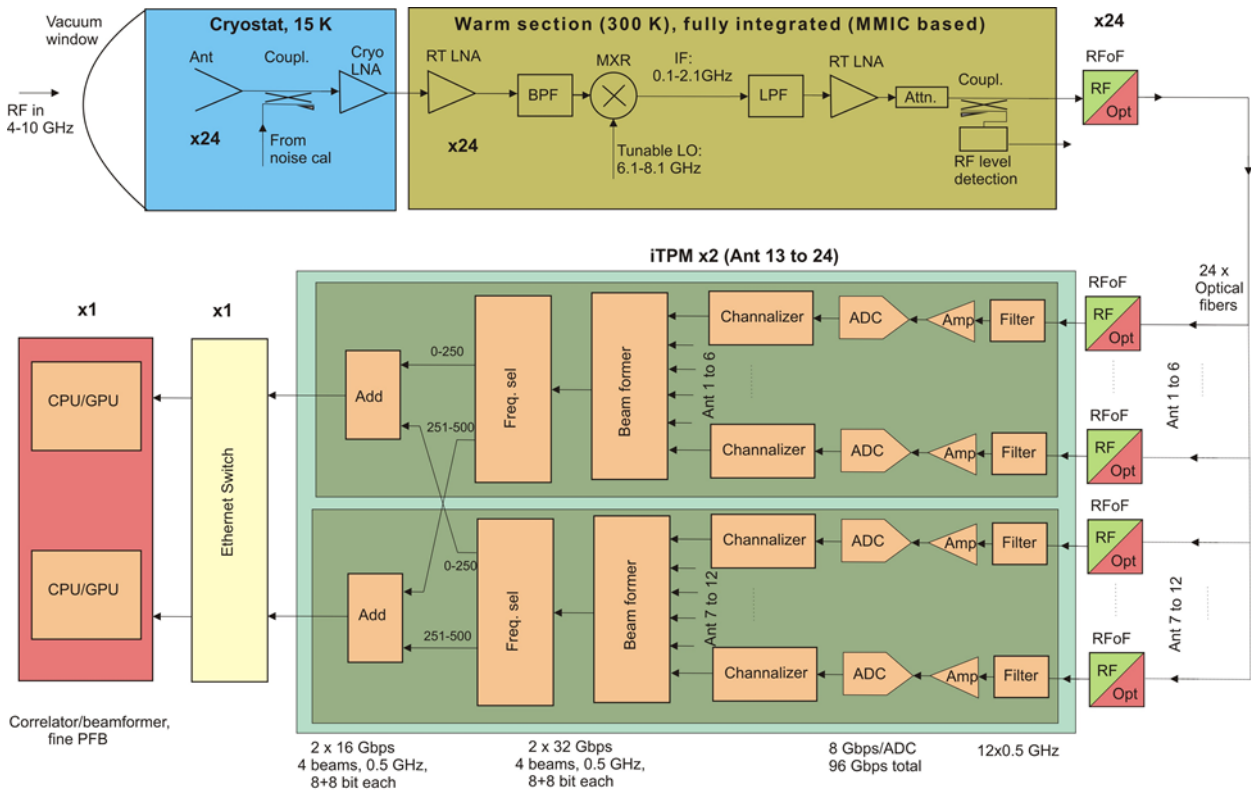 Vacuum
window
RF in
4-10 GHz
Cryostat, 15 K
Ant
Coupl.
Cryo
LNA
x24
From
noise cal
Warm section (300 K), fully integrated (MMIC based)
RT LNA
x24
BPF
MXR
Tunable LO:
6.1-8.1 GHz
IF:
0.1-2.1GHz
LPF
RT LNA
Attn.
Coupl.
RF level
detection
x24
RFoF
RF
Opt
24 x
Optical
fibers
iTPM x2 (Ant 13 to 24)
x1
x1
CPU/GPU
CPU/GPU
Ethernet Switch
Add
0-250
251-500
Freq. sel
Beam former
Ant 1 to 6
Channalizer
ADC
Amp
Filter
RFoF
RF
Opt
Ant 1 to 6
Channalizer
ADC
Amp
Filter
RFoF
RF
Opt
Add
0-250
251-500
Freq. sel
Beam former
Ant 7 to 12
Channalizer
ADC
Amp
Filter
RFoF
RF
Opt
Ant 7 to 12
Channalizer
ADC
Amp
Filter
RFoF
RF
Opt
Correlator/beamformer,
fine PFB
2 x 16 Gbps
4 beams, 0.5 GHz,
8+8 bit each
2 x 32 Gbps
4 beams, 0.5 GHz,
8+8 bit each
8 Gbps/ADC
96 Gbps total
12x0.5 GHz